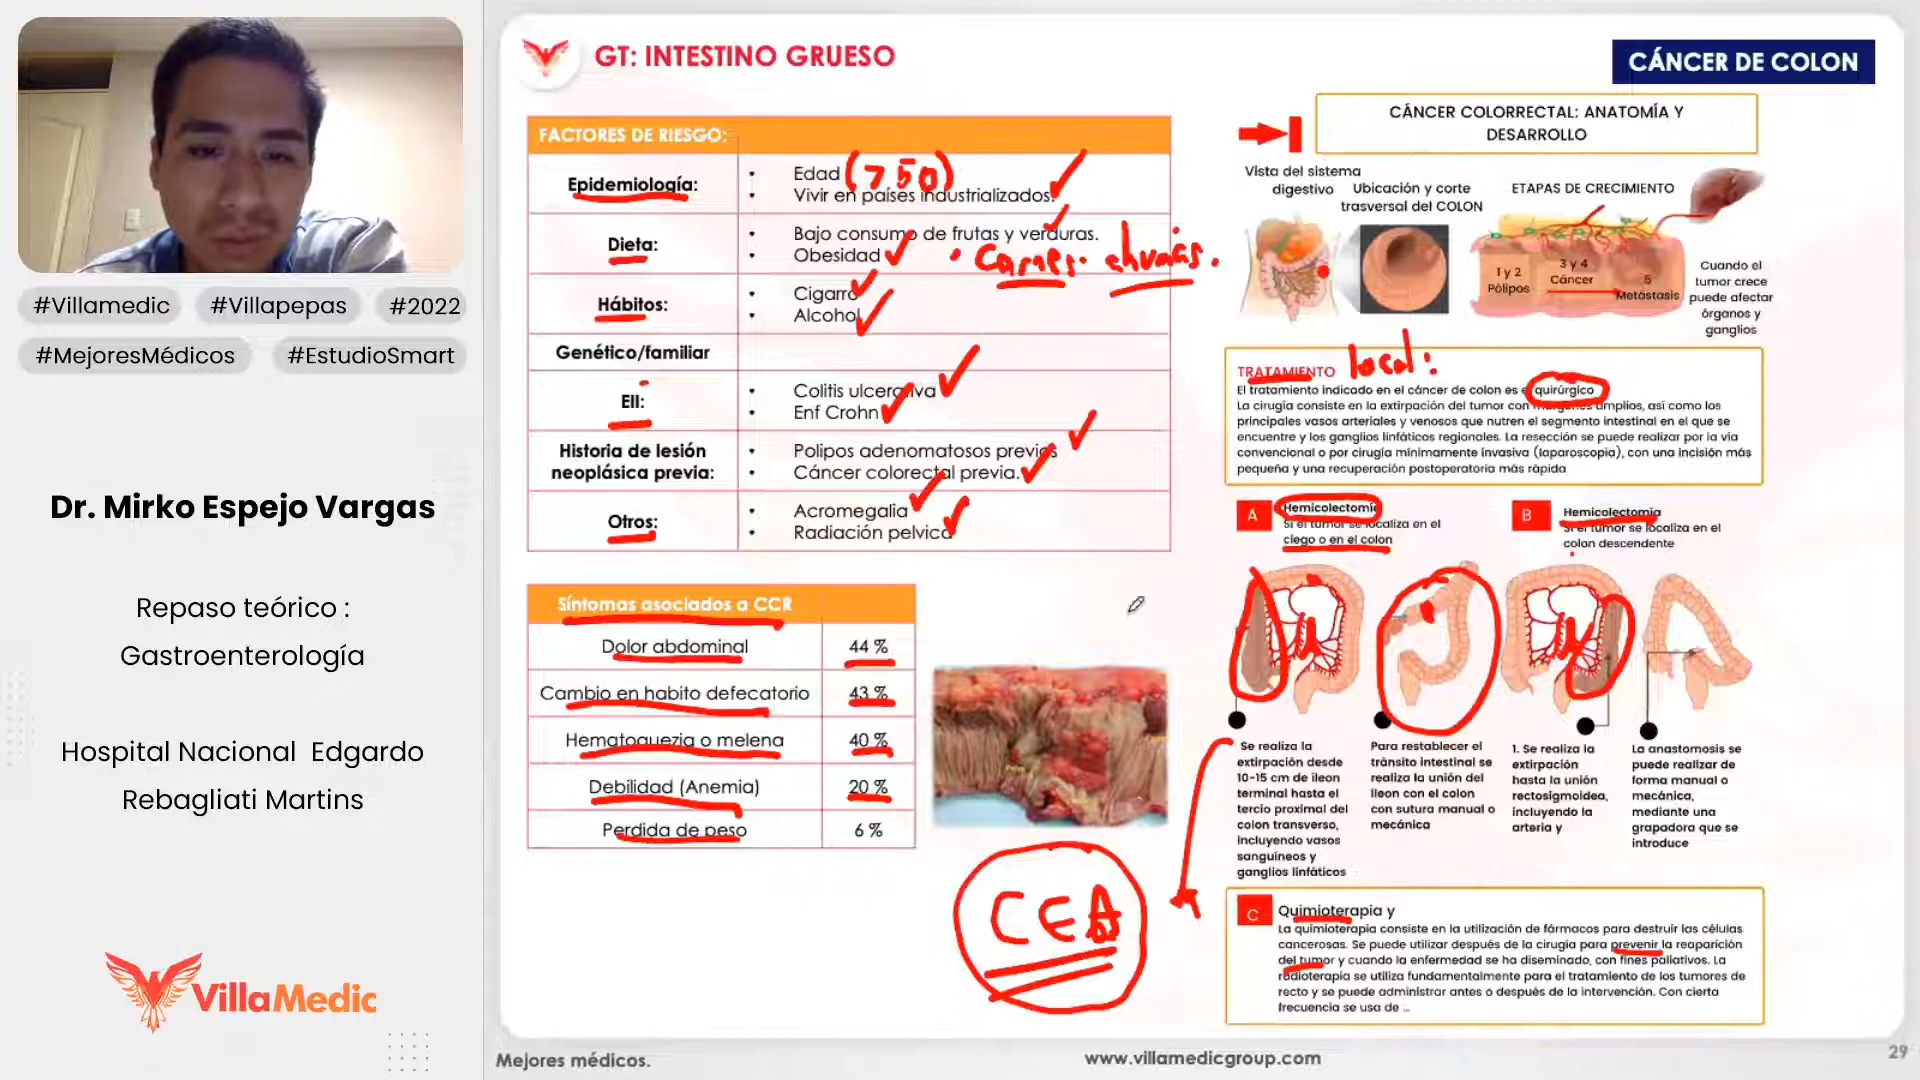 #Villamedic #Villapepas #2022
#MejoresMédicos #EstudioSmart
Dr. Mirko Espejo Vargas
Repaso teórico :
Gastroenterología
Hospital Nacional Edgardo
Rebagliati Martins
VillaMedic
GT: INTESTINO GRUESO
CÁNCER DE COLON
FACTORES DE RIESGO:
Epidemiología:
• Edad (>50)
• Vivir en países industrializados.
Dieta:
• Bajo consumo de frutas y verduras.
• Obesidad
• Carnes
Hábitos:
• Cigarro
• Alcohol
Genético/familiar
EII:
• Colitis ulcerativa
• Enf Crohn
Historia de lesión
neoplásica previa:
• Polipos adenomatosos previos
• Cáncer colorectal previa.
Otros:
• Acromegalia
• Radiación pelvica
Síntomas asociados a CCR
Dolor abdominal 44 %
Cambio en habito defecatorio 43 %
Hematoquezia o melena 40 %
Debilidad (Anemia) 20 %
Perdida de peso 6 %
CEA
CÁNCER COLORRECTAL: ANATOMÍA Y
DESARROLLO
Vista del sistema
digestivo
Ubicación y corte
trasversal del COLON
ETAPAS DE CRECIMIENTO
1 y 2
Pólipos
3 y 4
Cáncer
5
Metástasis
Cuando el
tumor crece
puede afectar
órganos y
ganglios
TRATAMIENTO local:
El tratamiento indicado en el cáncer de colon es el quirúrgico
La cirugía consiste en la extirpación del tumor con márgenes amplios, así como los
principales vasos arteriales y venosos que nutren el segmento intestinal en el que se
encuentre y los ganglios linfáticos regionales. La resección se puede realizar por la vía
convencional o por cirugía mínimamente invasiva (laparoscopia), con una incisión más
pequeña y una recuperación postoperatoria más rápida
A Hemicolectomía
Si el tumor se localiza en el
ciego o en el colon
B Hemicolectomía
Si el tumor se localiza en el
colon descendente
Se realiza la
extirpación desde
10-15 cm de íleon
terminal hasta el
tercio proximal del
colon transverso,
incluyendo vasos
sanguíneos y
ganglios linfáticos
Para restablecer el
tránsito intestinal se
realiza la unión del
íleon con el colon
con sutura manual o
mecánica
1. Se realiza la
extirpación
hasta la unión
rectosigmoidea,
incluyendo la
arteria y
La anastomosis se
puede realizar de
forma manual o
mecánica,
mediante una
grapadora que se
introduce
C Quimioterapia y
La quimioterapia consiste en la utilización de fármacos para destruir las células
cancerosas. Se puede utilizar después de la cirugía para prevenir la reaparición
del tumor y cuando la enfermedad se ha diseminado, con fines paliativos. La
radioterapia se utiliza fundamentalmente para el tratamiento de los tumores de
recto y se puede administrar antes o después de la intervención. Con cierta
frecuencia se usa de ...
Mejores médicos.
www.villamedicgroup.com
29